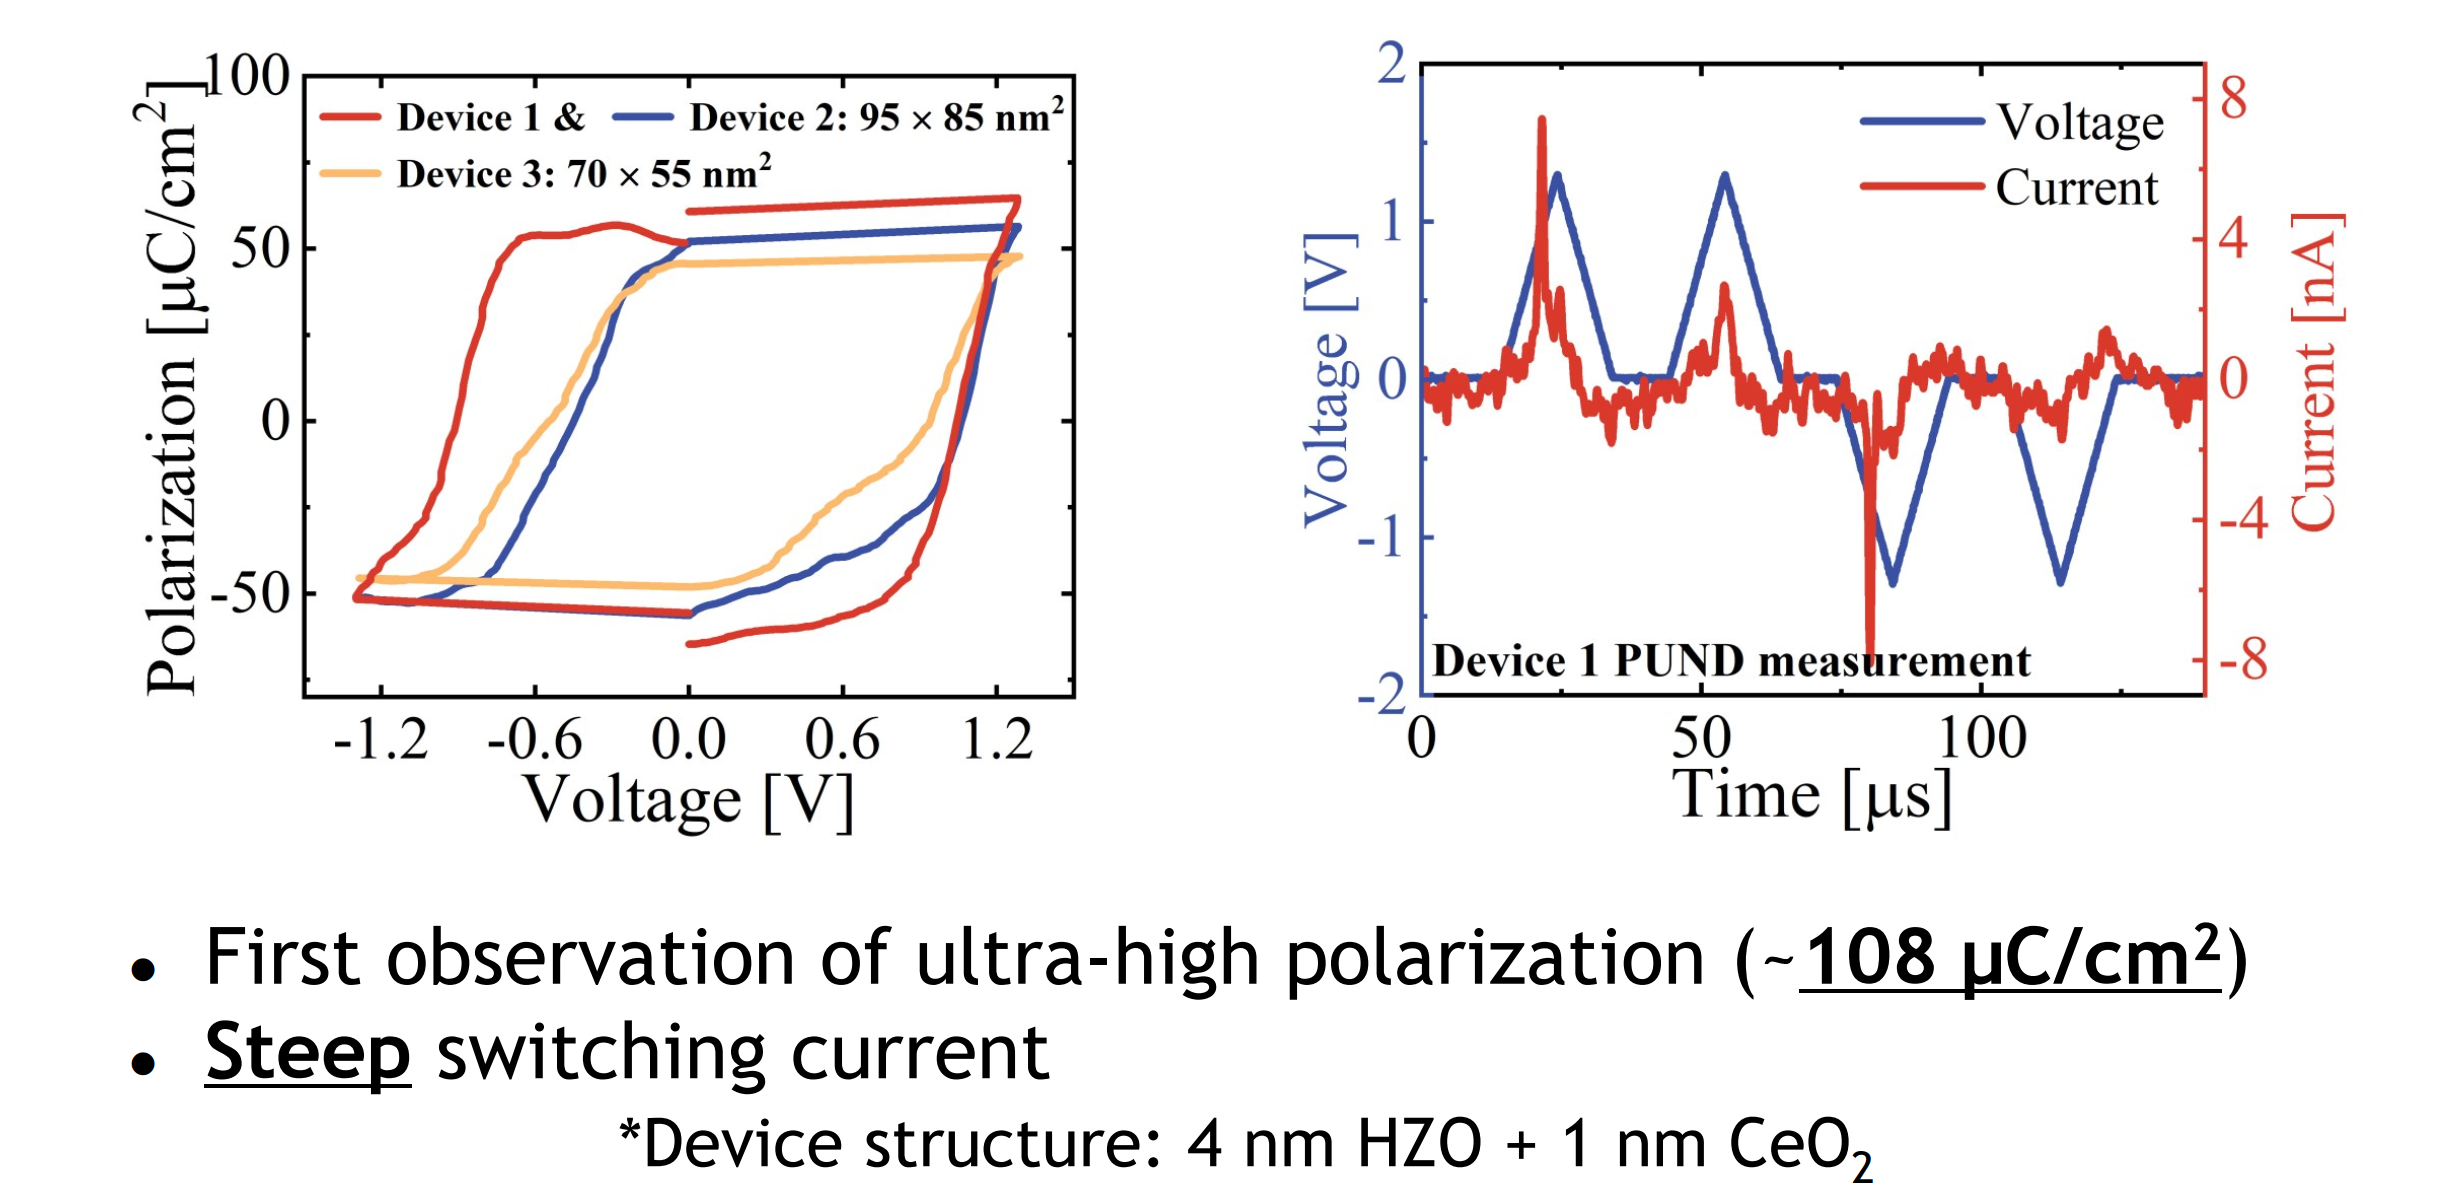 100
50
0
-50
Polarization [μC/cm²]
Device 1 & Device 2: 95 × 85 nm²
Device 3: 70 × 55 nm²
-1.2 -0.6 0.0 0.6 1.2
Voltage [V]
2
1
0
-1
-2
Voltage [V]
Voltage
Current
Device 1 PUND measurement
8
4
0
-4
-8
Current [nA]
0 50 100
Time [μs]
• First observation of ultra-high polarization (~108 μC/cm²)
• Steep switching current
*Device structure: 4 nm HZO + 1 nm CeO₂